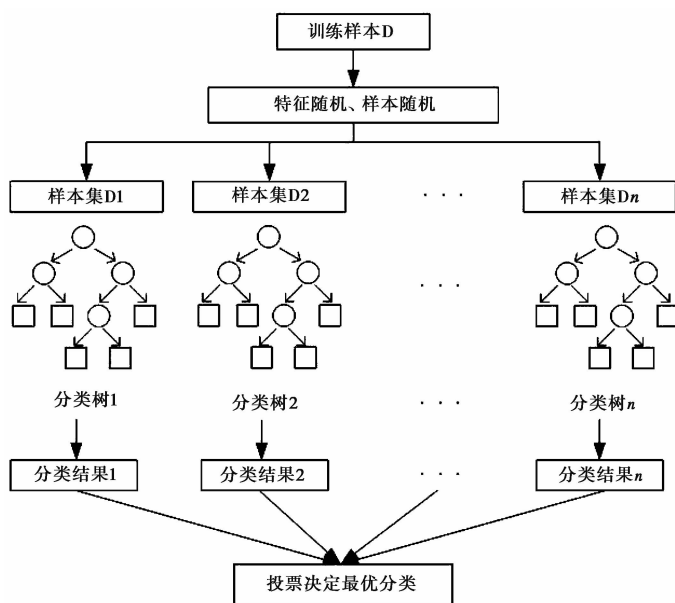 训练样本D
特征随机、样本随机
样本集D1 样本集D2 . . . 样本集Dn
. . .
分类树1 分类树2 . . . 分类树n
分类结果1 分类结果2 . . . 分类结果n
投票决定最优分类